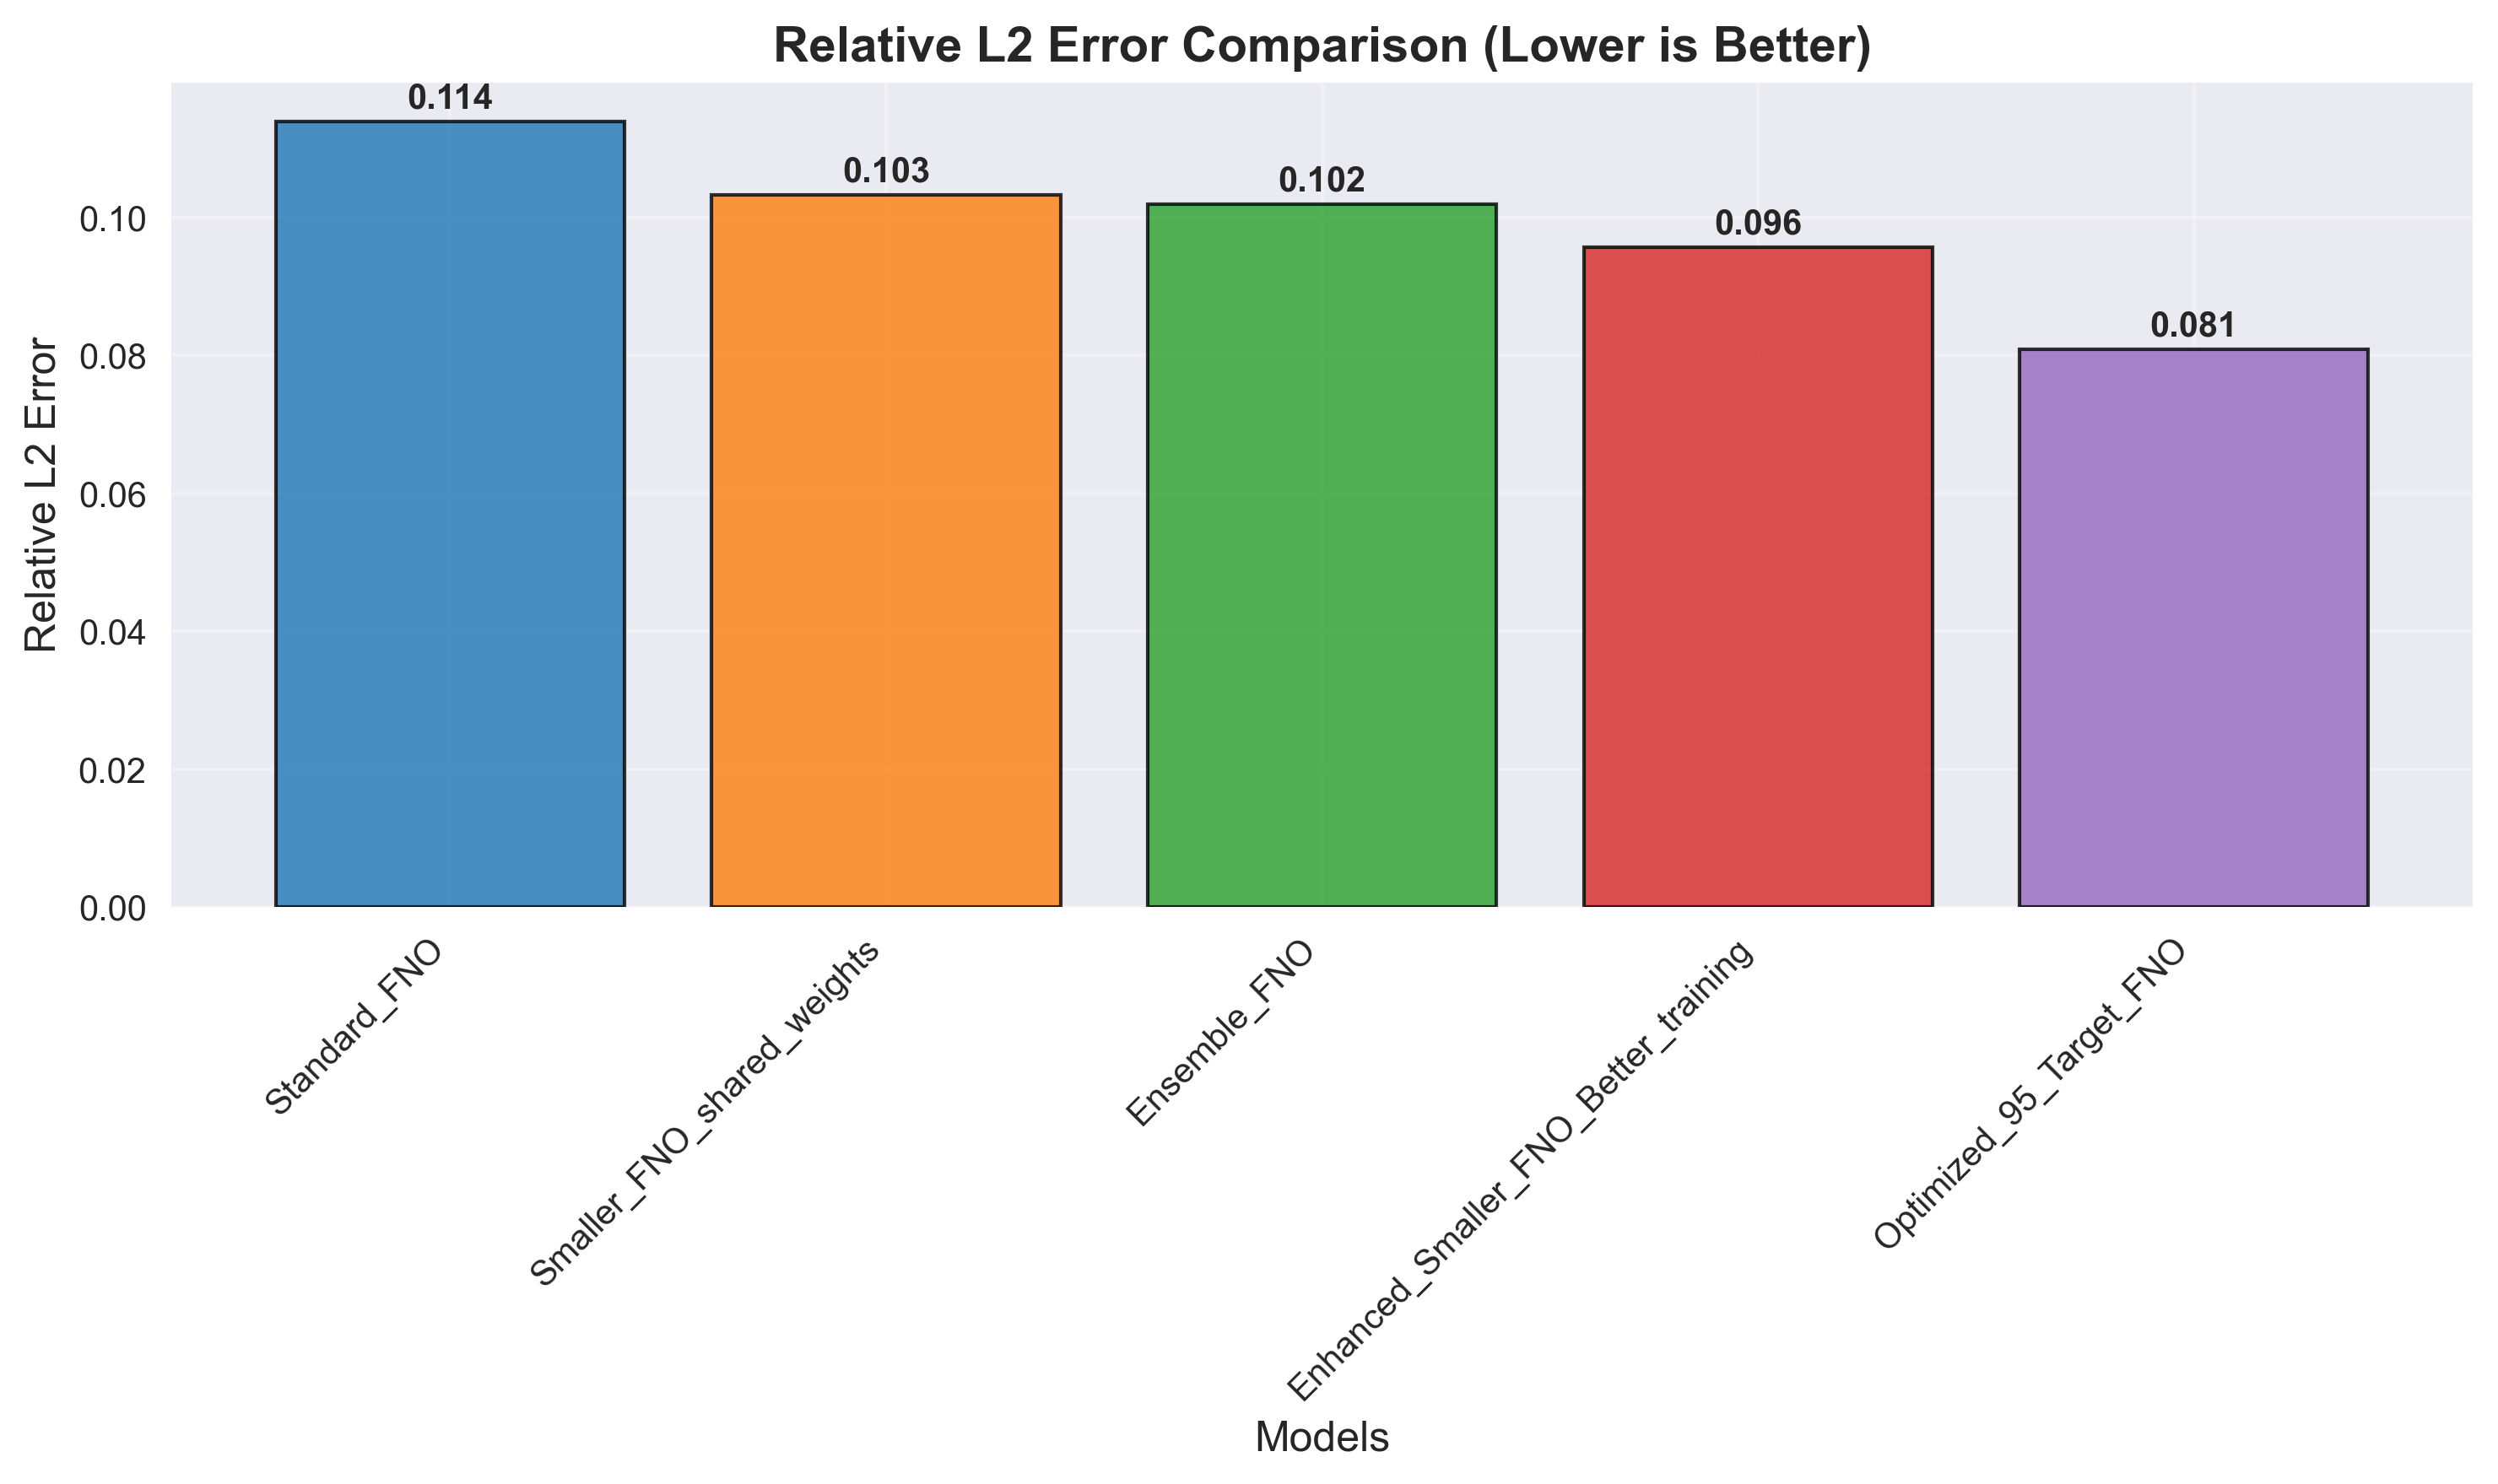 Relative L2 Error Comparison (Lower is Better)
0.114
0.103
0.102
0.096
0.081
Relative L2 Error
0.10
0.08
0.06
0.04
0.02
0.00
Standard_FNO
Smaller_FNO_shared_weights
Ensemble_FNO
Enhanced_Smaller_FNO_Better_training
Optimized_95_Target_FNO
Models